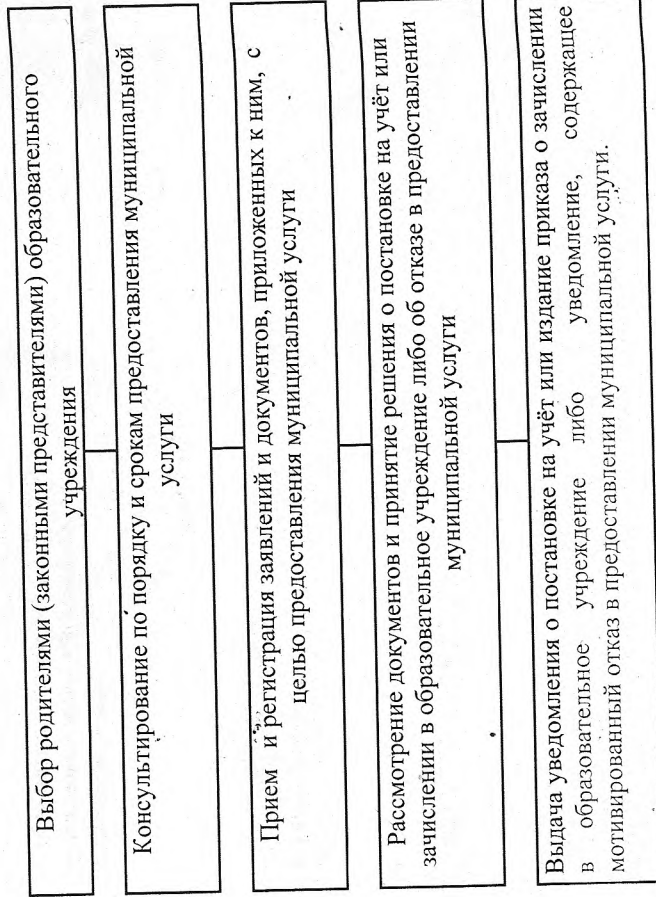 Выбор родителями (законными представителями) образовательного
учреждения
Консультирование по порядку и срокам предоставления муниципальной
услуги
Прием и регистрация заявлений и документов, приложенных к ним, с
целью предоставления муниципальной услуги
Рассмотрение документов и принятие решения о постановке на учёт или
зачислении в образовательное учреждение либо об отказе в предоставлении
муниципальной услуги
Выдача уведомления о постановке на учёт или издание приказа о зачислении
в образовательное учреждение либо уведомление, содержащее
мотивированный отказ в предоставлении муниципальной услуги.